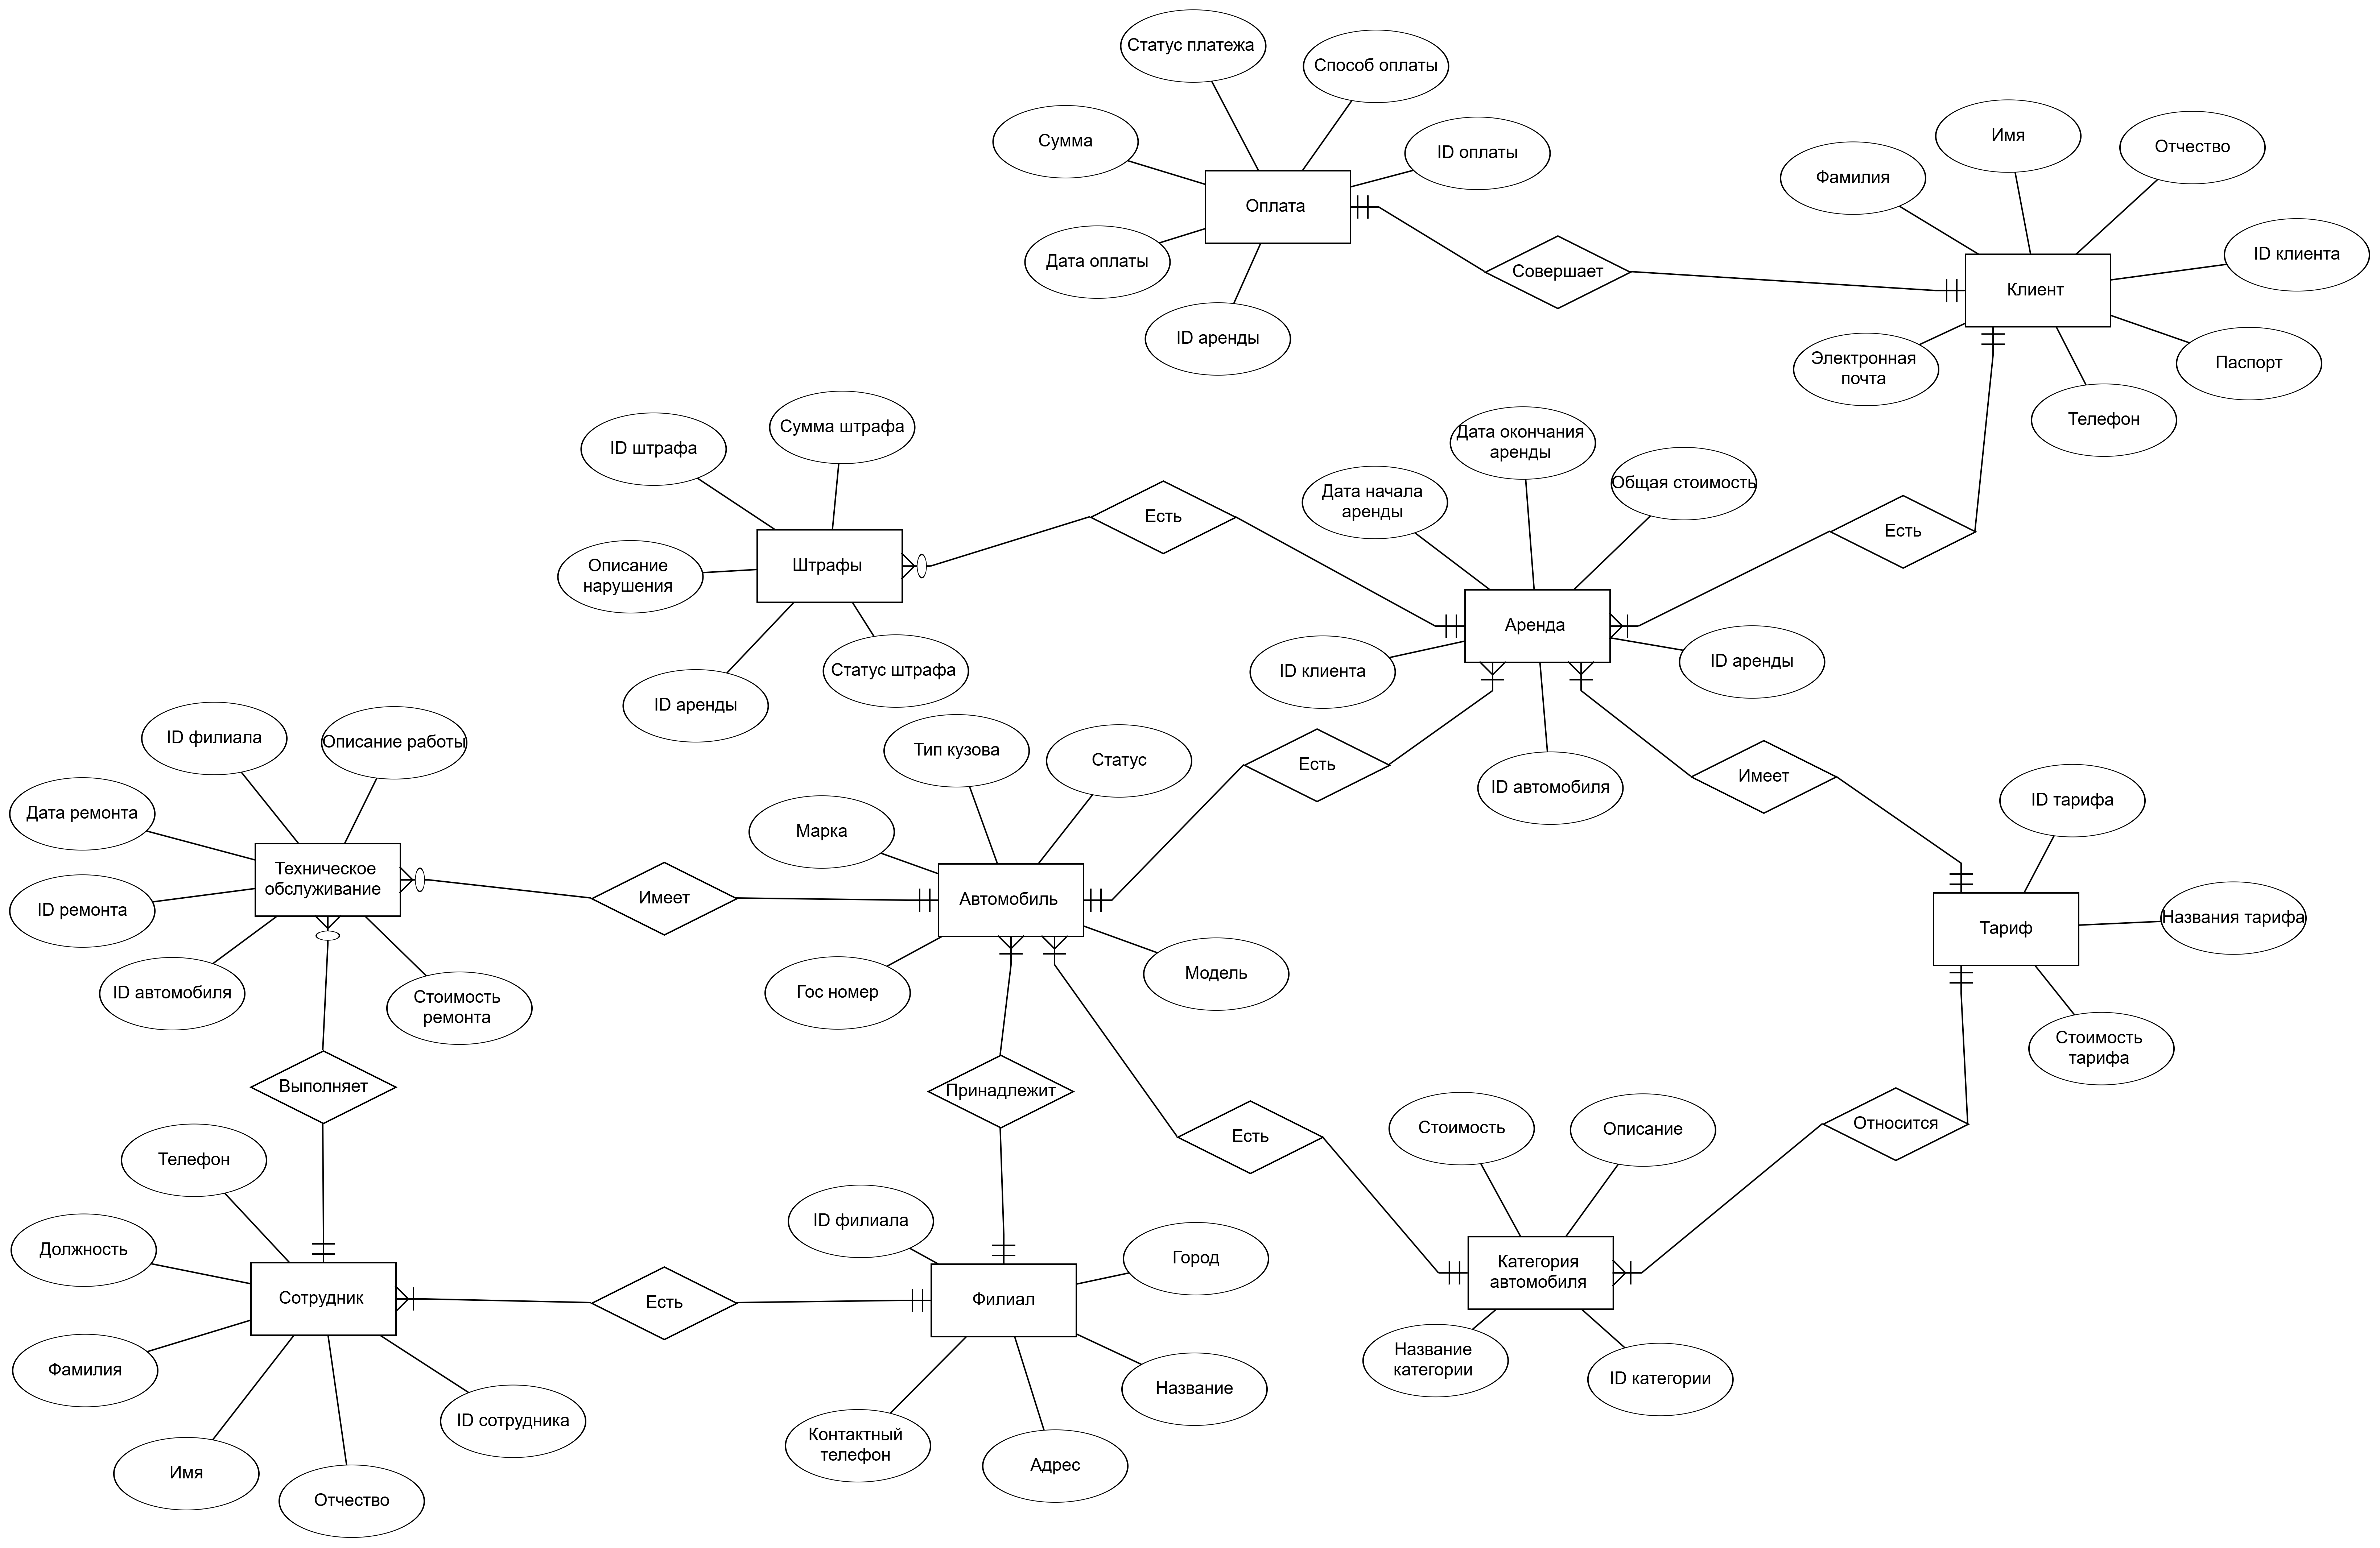 Статус платежа
Способ оплаты
Сумма
ID оплаты
Оплата
Дата оплаты
ID аренды
Совершает
Имя
Отчество
Фамилия
ID клиента
Клиент
Электронная
почта
Паспорт
Телефон
ID штрафа
Сумма штрафа
Штрафы
Описание
нарушения
ID аренды
Статус штрафа
Есть
Дата окончания
аренды
Дата начала
аренды
Общая стоимость
Есть
Аренда
ID клиента
ID аренды
ID автомобиля
Есть
Имеет
ID филиала
Описание работы
Дата ремонта
Техническое
обслуживание
ID ремонта
ID автомобиля
Стоимость
ремонта
Имеет
Тип кузова
Статус
Марка
Автомобиль
Гос номер
Модель
ID тарифа
Названия тарифа
Тариф
Стоимость
тарифа
Выполняет
Принадлежит
Есть
Относится
Телефон
Должность
Сотрудник
Фамилия
Имя
Отчество
ID сотрудника
Есть
ID филиала
Город
Филиал
Название
Контактный
телефон
Адрес
Стоимость
Описание
Категория
автомобиля
Название
категории
ID категории